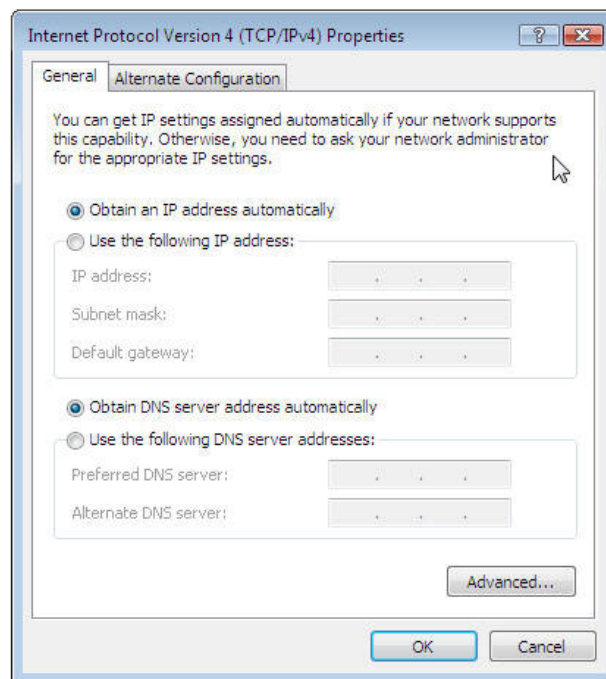 Internet Protocol Version 4 (TCP/IPv4) Properties
?
General
Alternate Configuration
You can get IP settings assigned automatically if your network supports
this capability. Otherwise, you need to ask your network administrator
for the appropriate IP settings.
Obtain an IP address automatically
Use the following IP address:
IP address:
Subnet mask:
Default gateway:
Obtain DNS server address automatically
Use the following DNS server addresses:
Preferred DNS server:
Alternate DNS server:
Advanced...
OK
Cancel